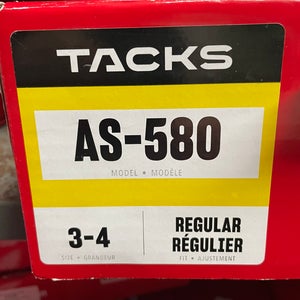 TACKS
AS-580
MODEL • MODÈLE
3-4
SIZE • GRANDEUR
REGULAR
RÉGULIER
FIT • AJUSTEMENT